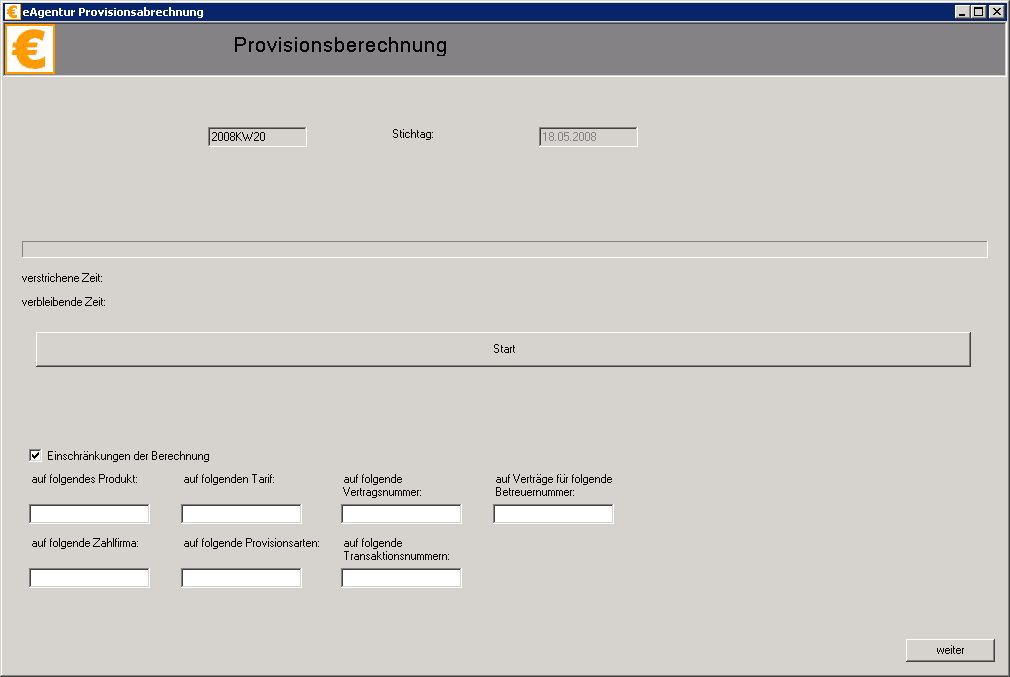 eAgentur Provisionsabrechnung
Provisionsberechnung
2008KW20 Stichtag: 18.05.2008
verstrichene Zeit:
verbleibende Zeit:
Start
Einschränkungen der Berechnung
auf folgendes Produkt: auf folgenden Tarif: auf folgende Vertragsnummer: auf Verträge für folgende Betreuernummer:
auf folgende Zahlfirma: auf folgende Provisionsarten: auf folgende Transaktionsnummern:
weiter